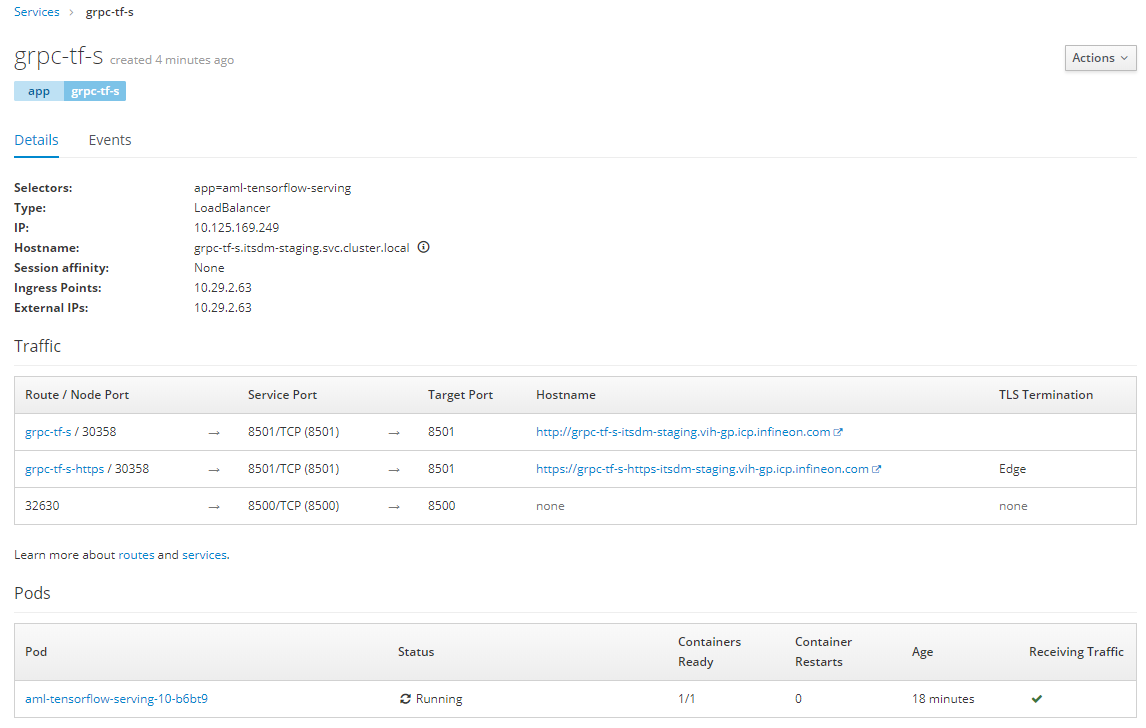 Services > grpc-tf-s
grpc-tf-s created 4 minutes ago
Actions
app grpc-tf-s
Details Events
Selectors: app=aml-tensorflow-serving
Type: LoadBalancer
IP: 10.125.169.249
Hostname: grpc-tf-s.itsdm-staging.svc.cluster.local
Session affinity: None
Ingress Points: 10.29.2.63
External IPs: 10.29.2.63
Traffic
Route / Node Port Service Port Target Port Hostname TLS Termination
grpc-tf-s / 30358 → 8501/TCP (8501) → 8501 http://grpc-tf-s-itsdm-staging.vih-gp.icp.infineon.com
grpc-tf-s-https / 30358 → 8501/TCP (8501) → 8501 https://grpc-tf-s-https-itsdm-staging.vih-gp.icp.infineon.com Edge
32630 → 8500/TCP (8500) → 8500 none none
Learn more about routes and services.
Pods
Pod Status Containers Ready Container Restarts Age Receiving Traffic
aml-tensorflow-serving-10-b6bt9 Running 1/1 0 18 minutes